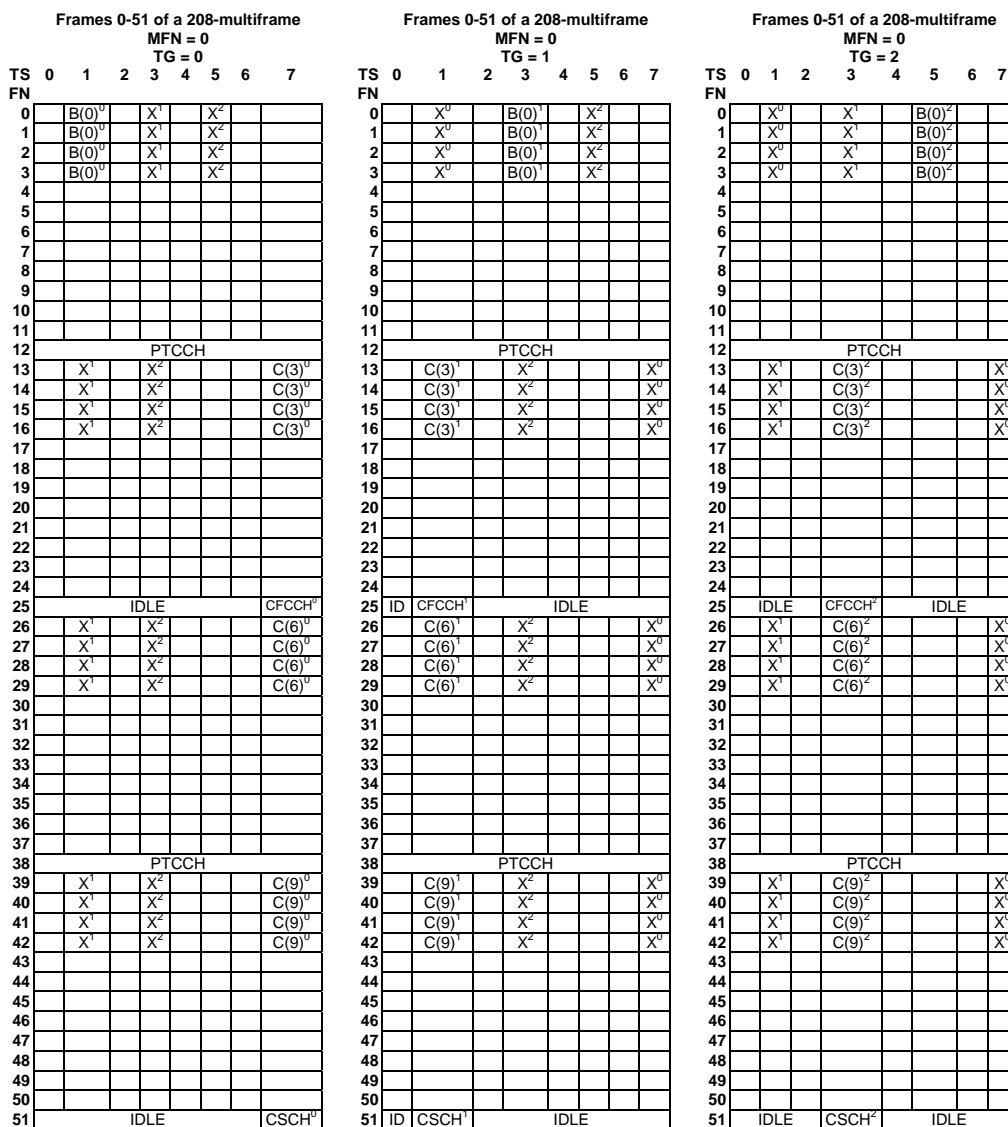 Frames 0-51 of a 208-multiframe Frames 0-51 of a 208-multiframe Frames 0-51 of a 208-multiframe
MFN = 0 MFN = 0 MFN = 0
TG = 0 TG = 1 TG = 2
TS 0 1 2 3 4 5 6 7 TS 0 1 2 3 4 5 6 7 TS 0 1 2 3 4 5 6 7
FN FN FN
0 B(0)⁰ X¹ X² 0 X⁰ B(0)¹ X² 0 X⁰ X¹ B(0)²
1 B(0)⁰ X¹ X² 1 X⁰ B(0)¹ X² 1 X⁰ X¹ B(0)²
2 B(0)⁰ X¹ X² 2 X⁰ B(0)¹ X² 2 X⁰ X¹ B(0)²
3 B(0)⁰ X¹ X² 3 X⁰ B(0)¹ X² 3 X⁰ X¹ B(0)²
4 4 4
5 5 5
6 6 6
7 7 7
8 8 8
9 9 9
10 10 10
11 11 11
12 PTCCH 12 PTCCH 12 PTCCH
13 X¹ X² C(3)⁰ 13 C(3)¹ X² X⁰ 13 X¹ C(3)² X⁰
14 X¹ X² C(3)⁰ 14 C(3)¹ X² X⁰ 14 X¹ C(3)² X⁰
15 X¹ X² C(3)⁰ 15 C(3)¹ X² X⁰ 15 X¹ C(3)² X⁰
16 X¹ X² C(3)⁰ 16 C(3)¹ X² X⁰ 16 X¹ C(3)² X⁰
17 17 17
18 18 18
19 19 19
20 20 20
21 21 21
22 22 22
23 23 23
24 24 24
25 IDLE CFCCH⁰ 25 ID CFCCH¹ IDLE 25 IDLE CFCCH² IDLE
26 X¹ X² C(6)⁰ 26 C(6)¹ X² X⁰ 26 X¹ C(6)² X⁰
27 X¹ X² C(6)⁰ 27 C(6)¹ X² X⁰ 27 X¹ C(6)² X⁰
28 X¹ X² C(6)⁰ 28 C(6)¹ X² X⁰ 28 X¹ C(6)² X⁰
29 X¹ X² C(6)⁰ 29 C(6)¹ X² X⁰ 29 X¹ C(6)² X⁰
30 30 30
31 31 31
32 32 32
33 33 33
34 34 34
35 35 35
36 36 36
37 37 37
38 PTCCH 38 PTCCH 38 PTCCH
39 X¹ X² C(9)⁰ 39 C(9)¹ X² X⁰ 39 X¹ C(9)² X⁰
40 X¹ X² C(9)⁰ 40 C(9)¹ X² X⁰ 40 X¹ C(9)² X⁰
41 X¹ X² C(9)⁰ 41 C(9)¹ X² X⁰ 41 X¹ C(9)² X⁰
42 X¹ X² C(9)⁰ 42 C(9)¹ X² X⁰ 42 X¹ C(9)² X⁰
43 43 43
44 44 44
45 45 45
46 46 46
47 47 47
48 48 48
49 49 49
50 50 50
51 IDLE CSCH⁰ 51 ID CSCH¹ IDLE 51 IDLE CSCH² IDLE